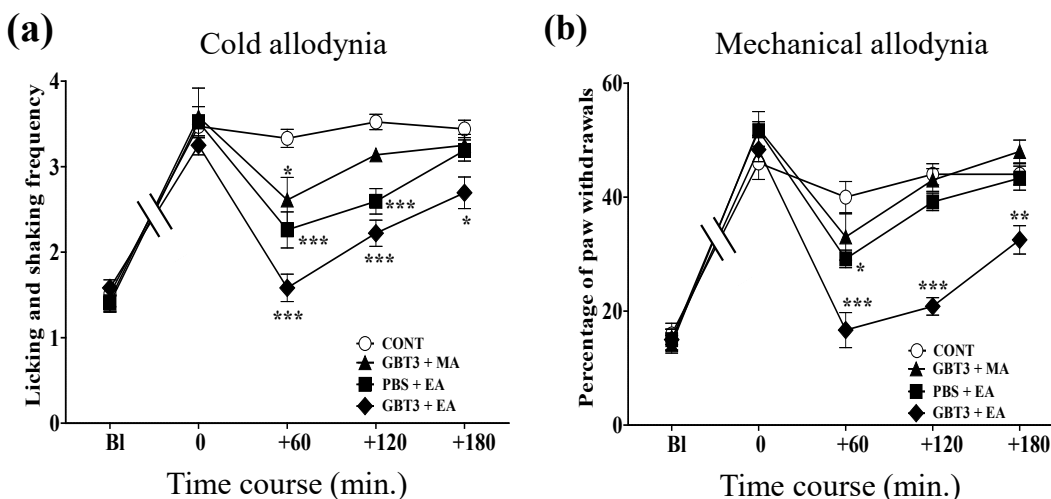 (a)
Cold allodynia
Licking and shaking frequency
4
3
2
1
*
***
***
***
***
*
CONT
GBT3 + MA
PBS + EA
GBT3 + EA
Bl 0 +60 +120 +180
Time course (min.)
(b)
Mechanical allodynia
Percentage of paw withdrawals
60
40
20
0
*
***
***
**
CONT
GBT3 + MA
PBS + EA
GBT3 + EA
Bl 0 +60 +120 +180
Time course (min.)